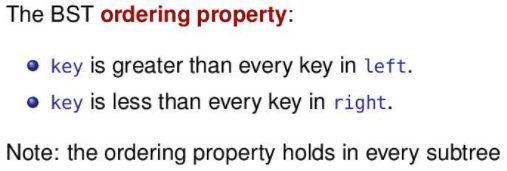 The BST ordering property:
key is greater than every key in left.
key is less than every key in right.
Note: the ordering property holds in every subtree